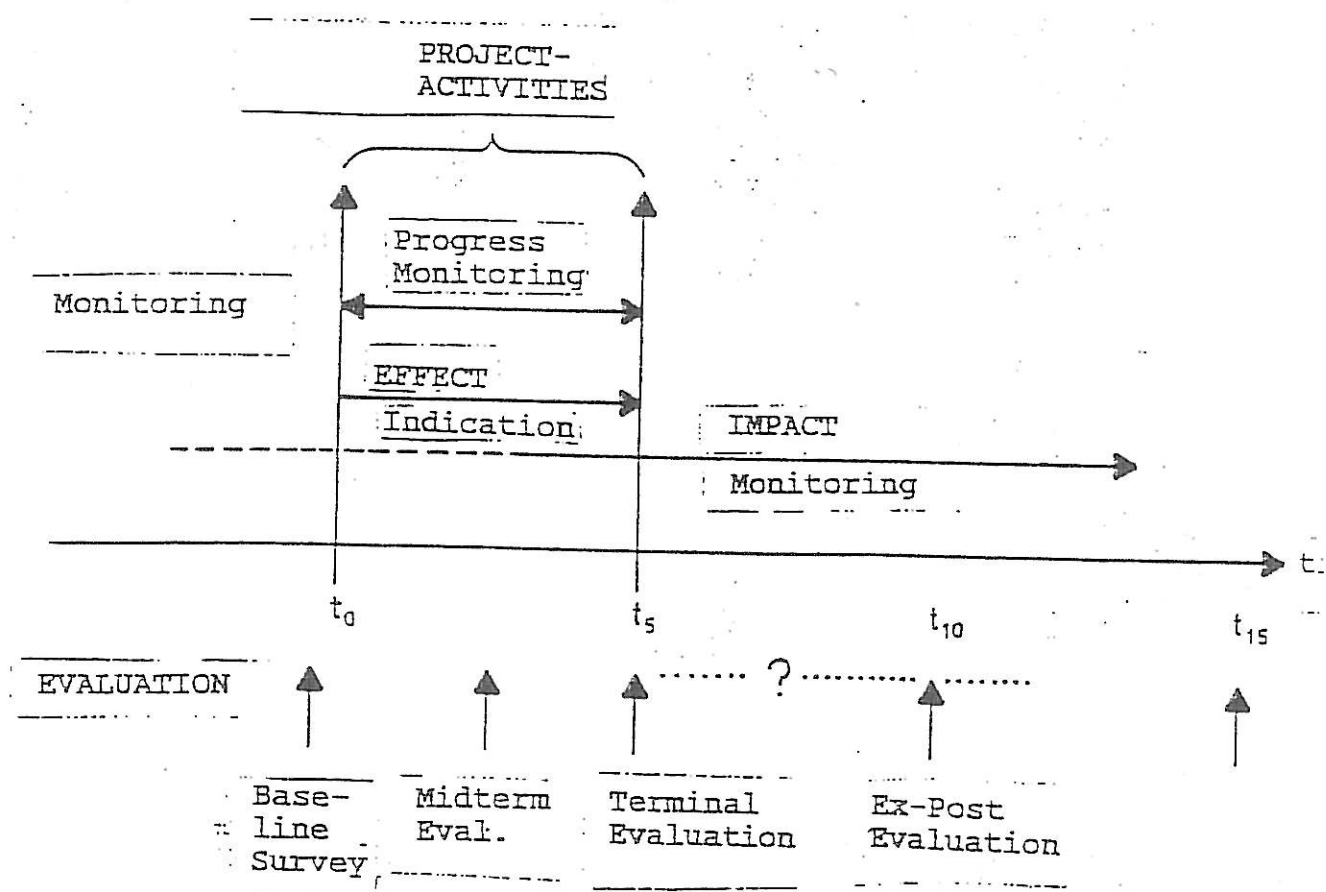 PROJECT-
ACTIVITIES
Progress
Monitoring
Monitoring
EFFECT
Indication
IMPACT
Monitoring
t₀
t₅
t₁₀
t₁₅
EVALUATION
?
Base-
line
Survey
Midterm
Eval.
Terminal
Evaluation
Ex-Post
Evaluation